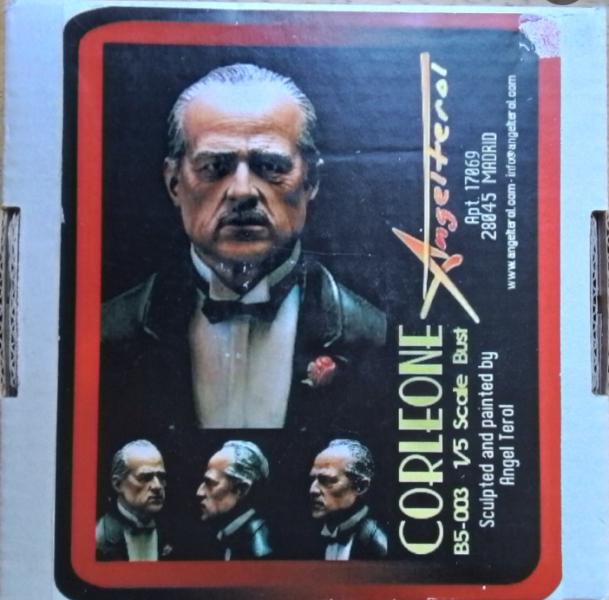 CORLEONE
B5-003 1/5 Scale Bust
Sculpted and painted by
Angel Terol
Angelterol
Apt. 17069
28045 MADRID
www.angelterol.com - info@angelterol.com